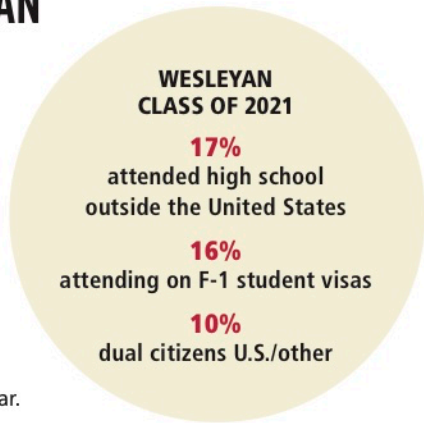 WESLEYAN
CLASS OF 2021
17%
attended high school
outside the United States
16%
attending on F-1 student visas
10%
dual citizens U.S./other